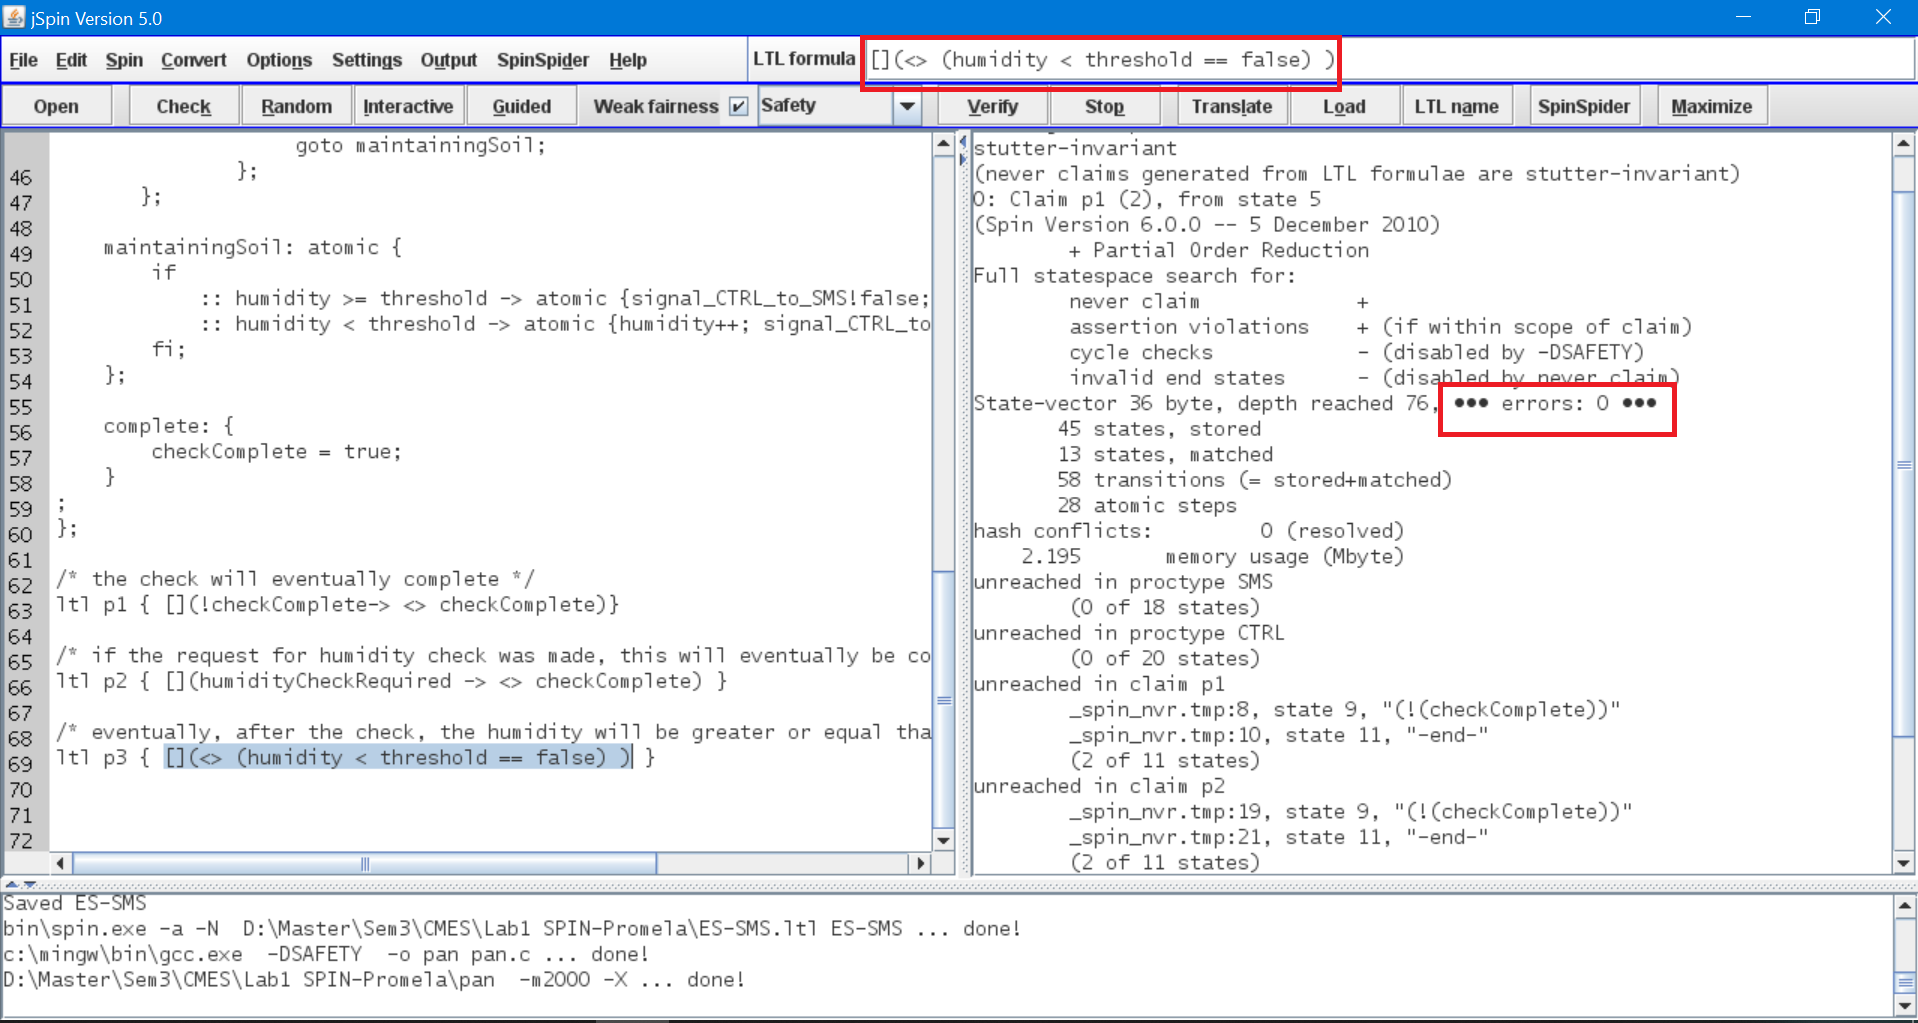 jSpin Version 5.0
File Edit Spin Convert Options Settings Output SpinSpider Help LTL formula [](<> (humidity < threshold == false) )
Open Check Random Interactive Guided Weak fairness Safety Verify Stop Translate Load LTL name SpinSpider Maximize
goto maintainingSoil;
46 };
47 };
48
49 maintainingSoil: atomic {
50 if
51 :: humidity >= threshold -> atomic {signal_CTRL_to_SMS!false;
52 :: humidity < threshold -> atomic {humidity++; signal_CTRL_to
53 fi;
54 };
55
56 complete: {
57 checkComplete = true;
58 }
59 ;
60 };
61
62 /* the check will eventually complete */
63 ltl p1 { [](!checkComplete-> <> checkComplete)}
64
65 /* if the request for humidity check was made, this will eventually be co
66 ltl p2 { [](humidityCheckRequired -> <> checkComplete) }
67
68 /* eventually, after the check, the humidity will be greater or equal tha
69 ltl p3 { [](<> (humidity < threshold == false) ) }
70
71
72
stutter-invariant
(never claims generated from LTL formulae are stutter-invariant)
0: Claim p1 (2), from state 5
(Spin Version 6.0.0 -- 5 December 2010)
+ Partial Order Reduction
Full statespace search for:
never claim +
assertion violations + (if within scope of claim)
cycle checks - (disabled by -DSAFETY)
invalid end states - (disabled by never claim)
State-vector 36 byte, depth reached 76, ●●● errors: 0 ●●●
45 states, stored
13 states, matched
58 transitions (= stored+matched)
28 atomic steps
hash conflicts: 0 (resolved)
2.195 memory usage (Mbyte)
unreached in proctype SMS
(0 of 18 states)
unreached in proctype CTRL
(0 of 20 states)
unreached in claim p1
_spin_nvr.tmp:8, state 9, "(!(checkComplete))"
_spin_nvr.tmp:10, state 11, "-end-"
(2 of 11 states)
unreached in claim p2
_spin_nvr.tmp:19, state 9, "(!(checkComplete))"
_spin_nvr.tmp:21, state 11, "-end-"
(2 of 11 states)
Saved ES-SMS
bin\spin.exe -a -N D:\Master\Sem3\CMES\Lab1 SPIN-Promela\ES-SMS.ltl ES-SMS ... done!
c:\mingw\bin\gcc.exe -DSAFETY -o pan pan.c ... done!
D:\Master\Sem3\CMES\Lab1 SPIN-Promela\pan -m2000 -X ... done!